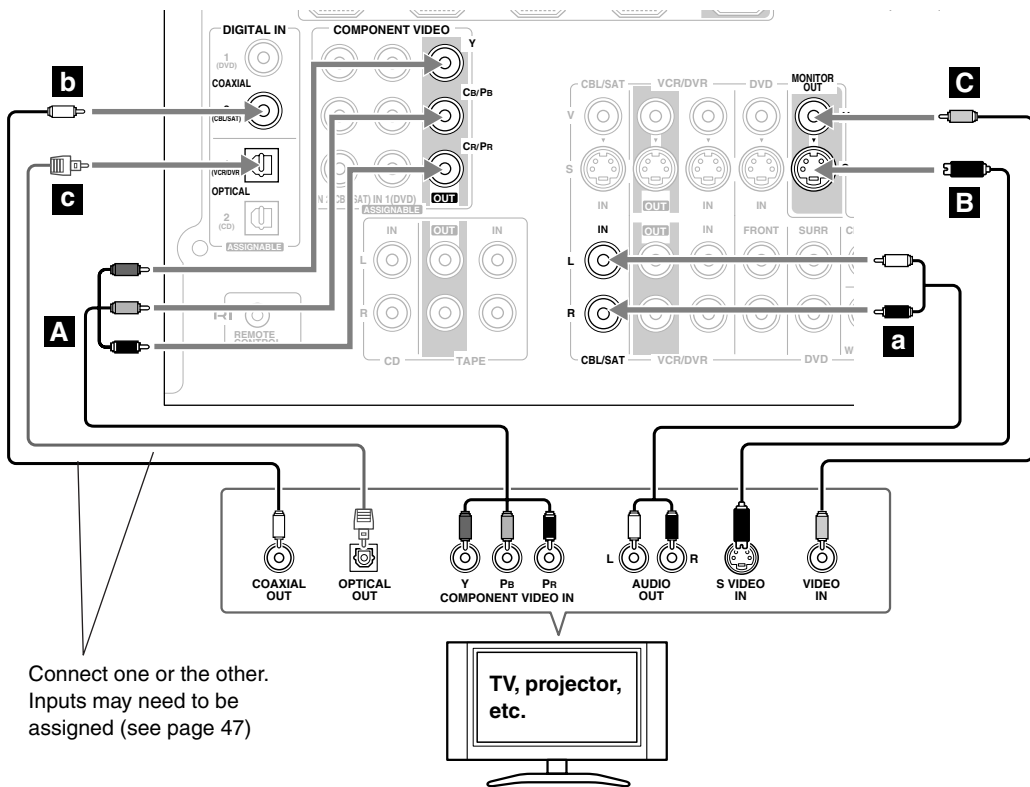 DIGITAL IN
COMPONENT VIDEO
Y
1
(DVD)
COAXIAL
CB/PB
(CBL/SAT)
CR/PR
(VCR/DVR)
OPTICAL
2
(CD)
ASSIGNABLE
IN 1(DVD)
OUT
ASSIGNABLE
b
c
A
IN
OUT
IN
L
R
CD
TAPE
REMOTE
CONTROL
CBL/SAT
VCR/DVR
DVD
MONITOR
OUT
V
S
IN
OUT
IN
IN
IN
OUT
IN
FRONT
SURR
L
R
CBL/SAT
VCR/DVR
DVD
C
B
a
COAXIAL
OUT
OPTICAL
OUT
Y
PB
PR
COMPONENT VIDEO IN
L
R
AUDIO
OUT
S VIDEO
IN
VIDEO
IN
Connect one or the other.
Inputs may need to be
assigned (see page 47)
TV, projector,
etc.